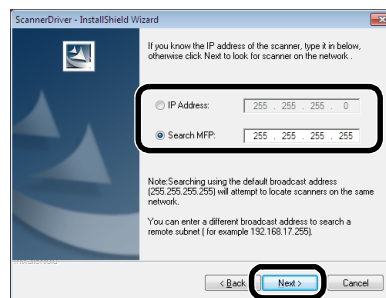 ScannerDriver - InstallShield Wizard
If you know the IP address of the scanner, type it in below,
otherwise click Next to look for scanner on the network .
IP Address: 255 . 255 . 255 . 0
Search MFP: 255 . 255 . 255 . 255
Note:Searching using the default broadcast address
(255.255.255.255) will attempt to locate scanners on the same
network.
You can enter a different broadcast address to search a
remote subnet ( for example 192.168.17.255).
InstallShield
< Back Next > Cancel